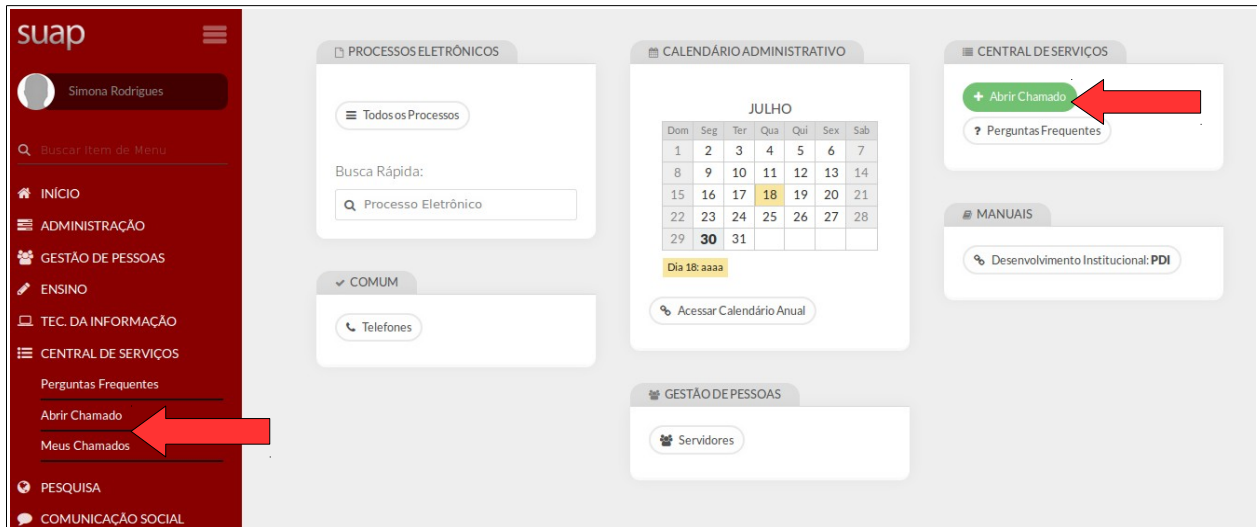 suap
Simona Rodrigues
Buscar Item de Menu
INÍCIO
ADMINISTRAÇÃO
GESTÃO DE PESSOAS
ENSINO
TEC. DA INFORMAÇÃO
CENTRAL DE SERVIÇOS
Perguntas Frequentes
Abrir Chamado
Meus Chamados
PESQUISA
COMUNICAÇÃO SOCIAL
PROCESSOS ELETRÔNICOS
Todos os Processos
Busca Rápida:
Processo Eletrônico
COMUM
Telefones
CALENDÁRIO ADMINISTRATIVO
JULHO
Dom Seg Ter Qua Qui Sex Sab
1 2 3 4 5 6 7
8 9 10 11 12 13 14
15 16 17 18 19 20 21
22 23 24 25 26 27 28
29 30 31
Dia 18: aaaa
Acessar Calendário Anual
GESTÃO DE PESSOAS
Servidores
CENTRAL DE SERVIÇOS
+ Abrir Chamado
? Perguntas Frequentes
MANUAIS
Desenvolvimento Institucional: PDI